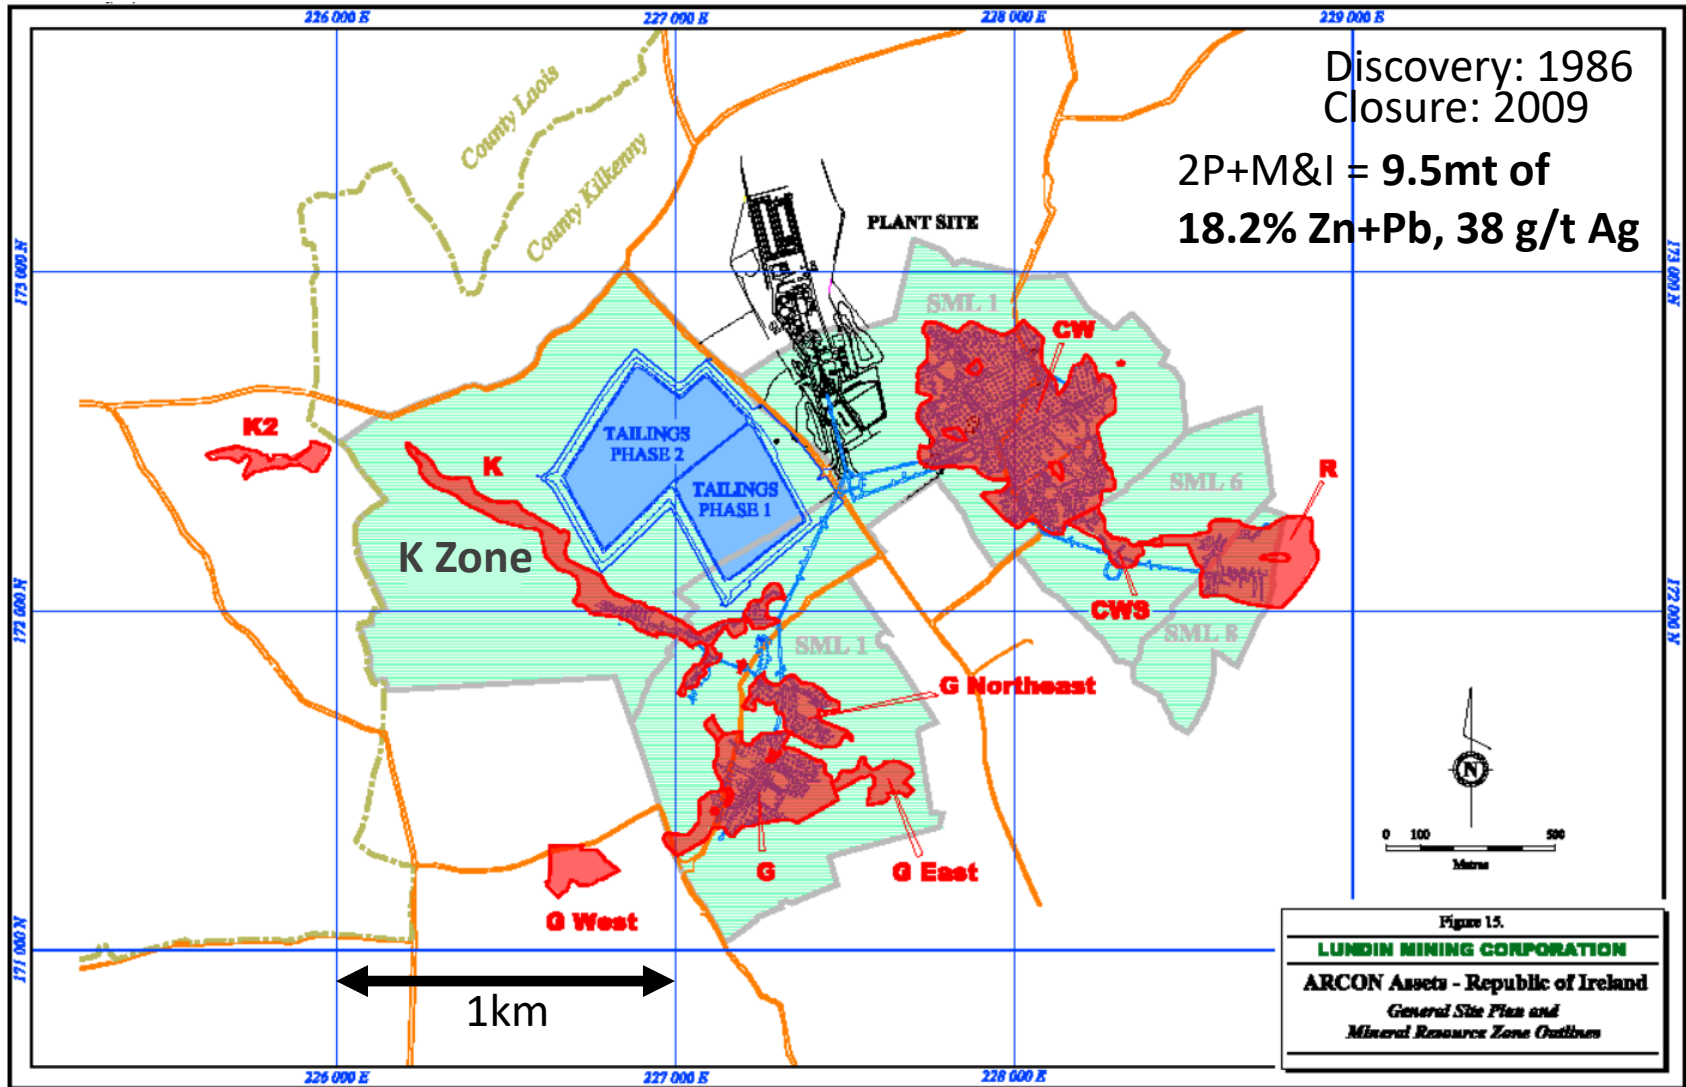 226 000 E
227 000 E
228 000 E
229 000 E
Discovery: 1986
Closure: 2009
2P+M&I = 9.5mt of
18.2% Zn+Pb, 38 g/t Ag
County Laois
County Kilkenny
PLANT SITE
173 000 N
173 000 N
SML 1
CW
K2
K
TAILINGS
PHASE 2
TAILINGS
PHASE 1
SML 6
R
K Zone
CWS
172 000 N
172 000 N
SML 8
SML 1
G Northeast
N
0 100 500
Metres
G
G East
G West
171 000 N
1km
Figure 15.
LUNDIN MINING CORPORATION
ARCON Assets - Republic of Ireland
General Site Plan and
Mineral Resource Zone Outlines
226 000 E
227 000 E
228 000 E